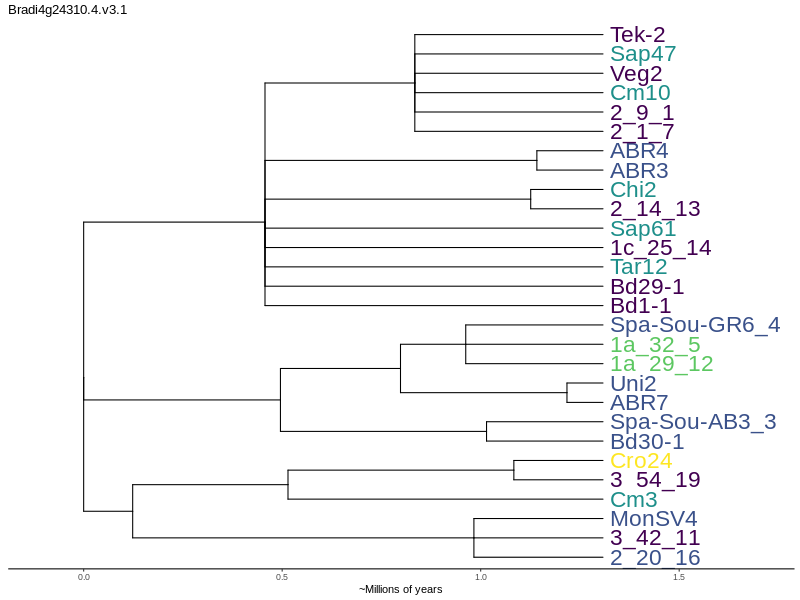 Bradi4g24310.4.v3.1
Tek-2
Sap47
Veg2
Cm10
2_9_1
2_1_7
ABR4
ABR3
Chi2
2_14_13
Sap61
1c_25_14
Tar12
Bd29-1
Bd1-1
Spa-Sou-GR6_4
1a_32_5
1a_29_12
Uni2
ABR7
Spa-Sou-AB3_3
Bd30-1
Cro24
3_54_19
Cm3
MonSV4
3_42_11
2_20_16
0.0 0.5 1.0 1.5
~Millions of years